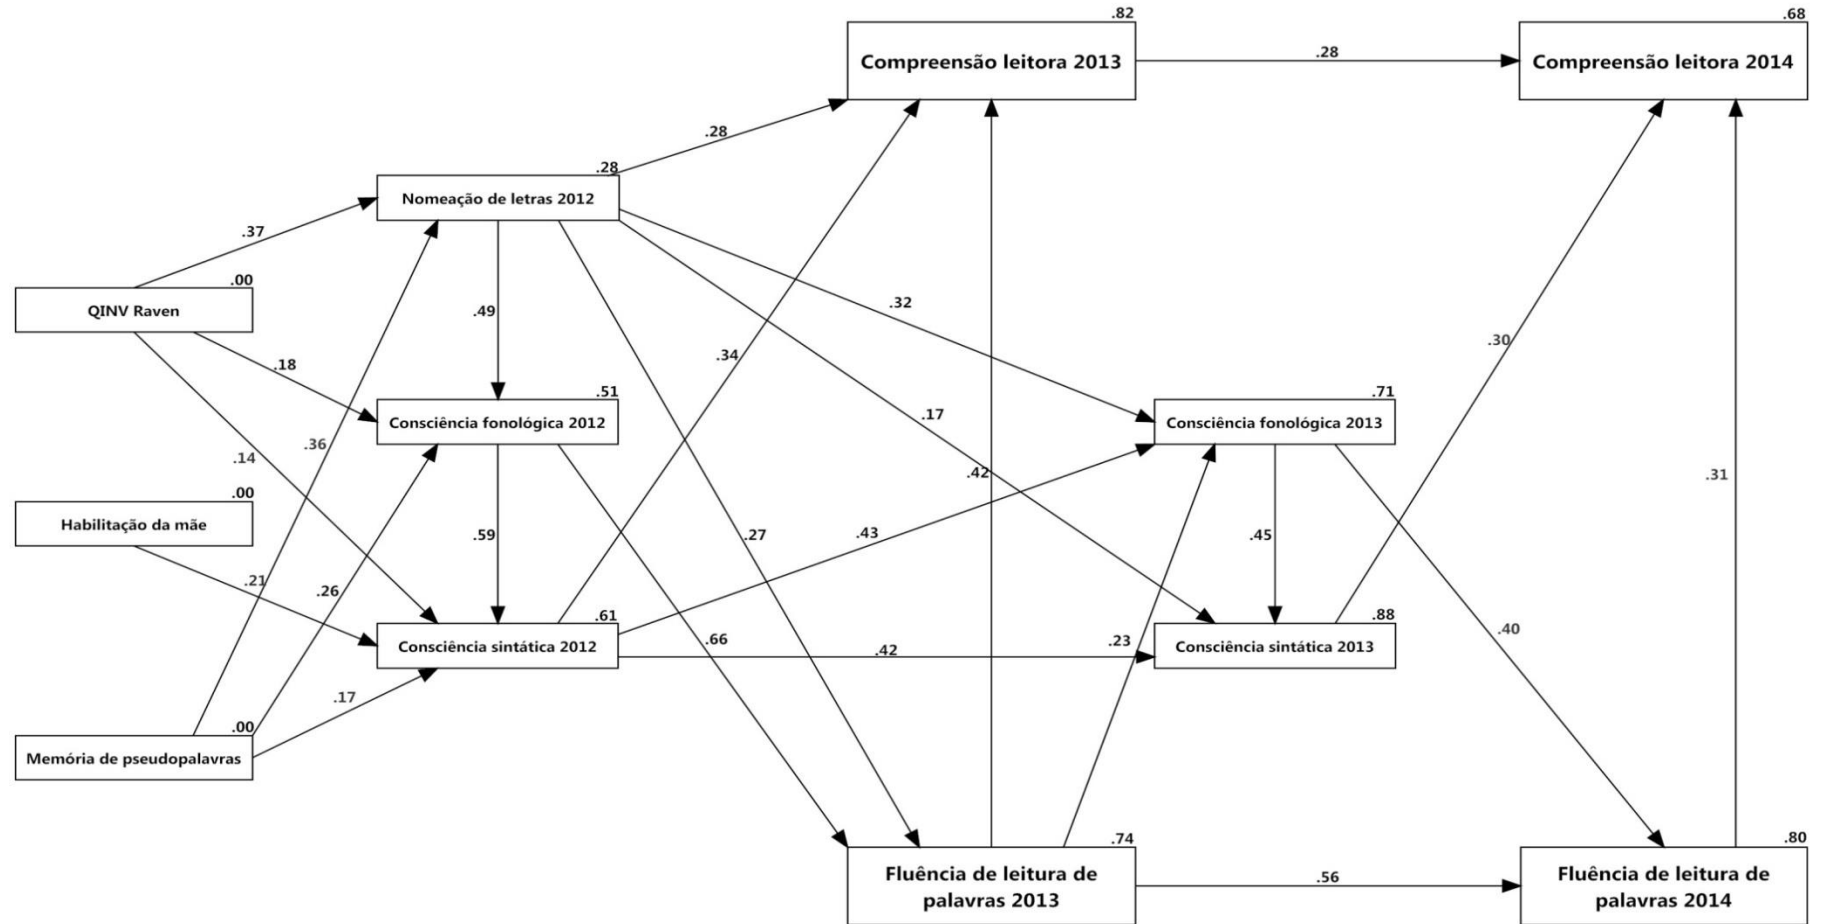 .82
.68
Compreensão leitora 2013
.28
Compreensão leitora 2014
.28
.28
Nomeação de letras 2012
.37
.00
QINV Raven
.49
.32
.18
.34
.30
.51
.71
Consciência fonológica 2012
.17
Consciência fonológica 2013
.36
.14
.42
.31
.00
Habilitação da mãe
.59
.43
.27
.45
.21
.26
.61
.88
Consciência sintática 2012
.66
.42
.23
Consciência sintática 2013
.40
.17
.00
Memória de pseudopalavras
.74
.80
Fluência de leitura de
palavras 2013
.56
Fluência de leitura de
palavras 2014